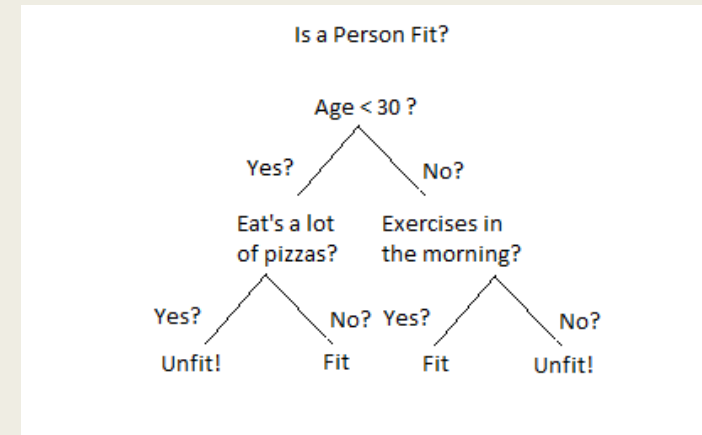 Is a Person Fit?
Age < 30 ?
Yes?
No?
Eat's a lot
of pizzas?
Exercises in
the morning?
Yes?
No?
Yes?
No?
Unfit!
Fit
Fit
Unfit!